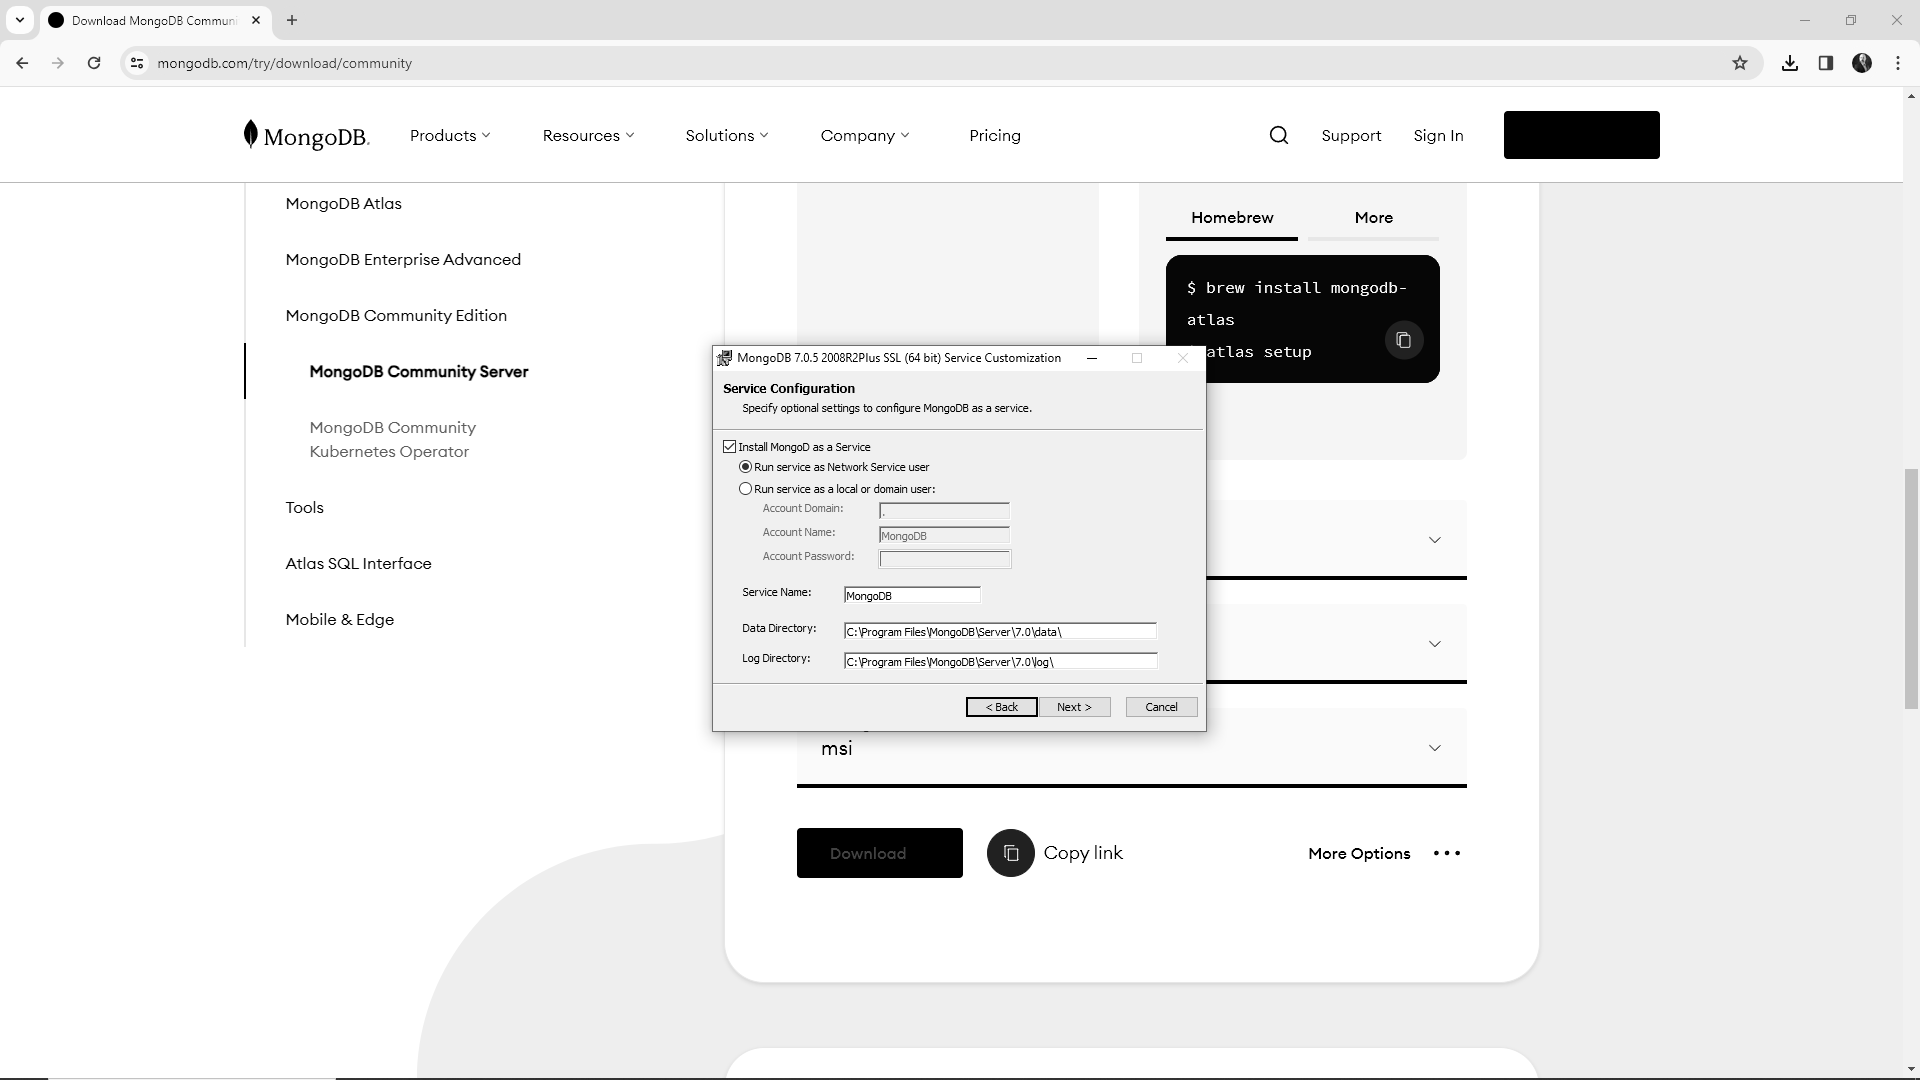 Download MongoDB Communi
mongodb.com/try/download/community
MongoDB.
Products
Resources
Solutions
Company
Pricing
Support
Sign In
MongoDB Atlas
MongoDB Enterprise Advanced
MongoDB Community Edition
MongoDB Community Server
MongoDB Community
Kubernetes Operator
Tools
Atlas SQL Interface
Mobile & Edge
Homebrew
More
$ brew install mongodb-
atlas
atlas setup
MongoDB 7.0.5 2008R2Plus SSL (64 bit) Service Customization
Service Configuration
Specify optional settings to configure MongoDB as a service.
Install MongoD as a Service
Run service as Network Service user
Run service as a local or domain user:
Account Domain:
.
Account Name:
MongoDB
Account Password:
Service Name:
MongoDB
Data Directory:
C:\Program Files\MongoDB\Server\7.0\data\
Log Directory:
C:\Program Files\MongoDB\Server\7.0\log\
< Back
Next >
Cancel
msi
Download
Copy link
More Options